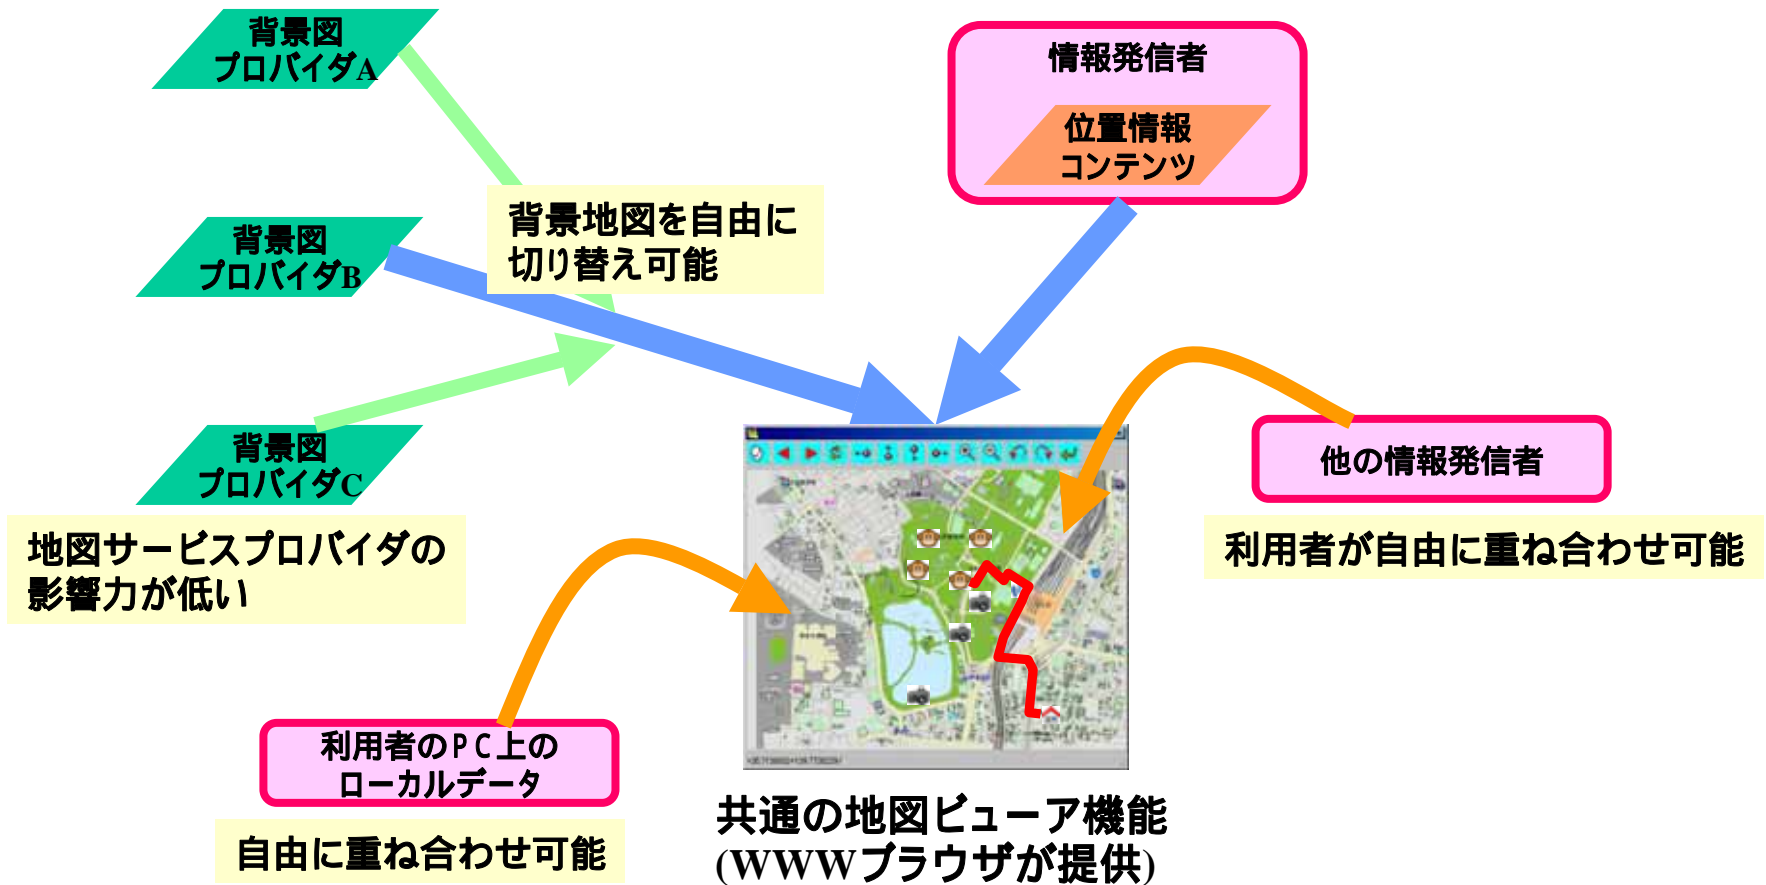 背景図
プロバイダA
情報発信者
位置情報
コンテンツ
背景地図を自由に
切り替え可能
背景図
プロバイダB
背景図
プロバイダC
地図サービスプロバイダの
影響力が低い
他の情報発信者
利用者が自由に重ね合わせ可能
利用者のPC上の
ローカルデータ
自由に重ね合わせ可能
共通の地図ビューア機能
(WWWブラウザが提供)